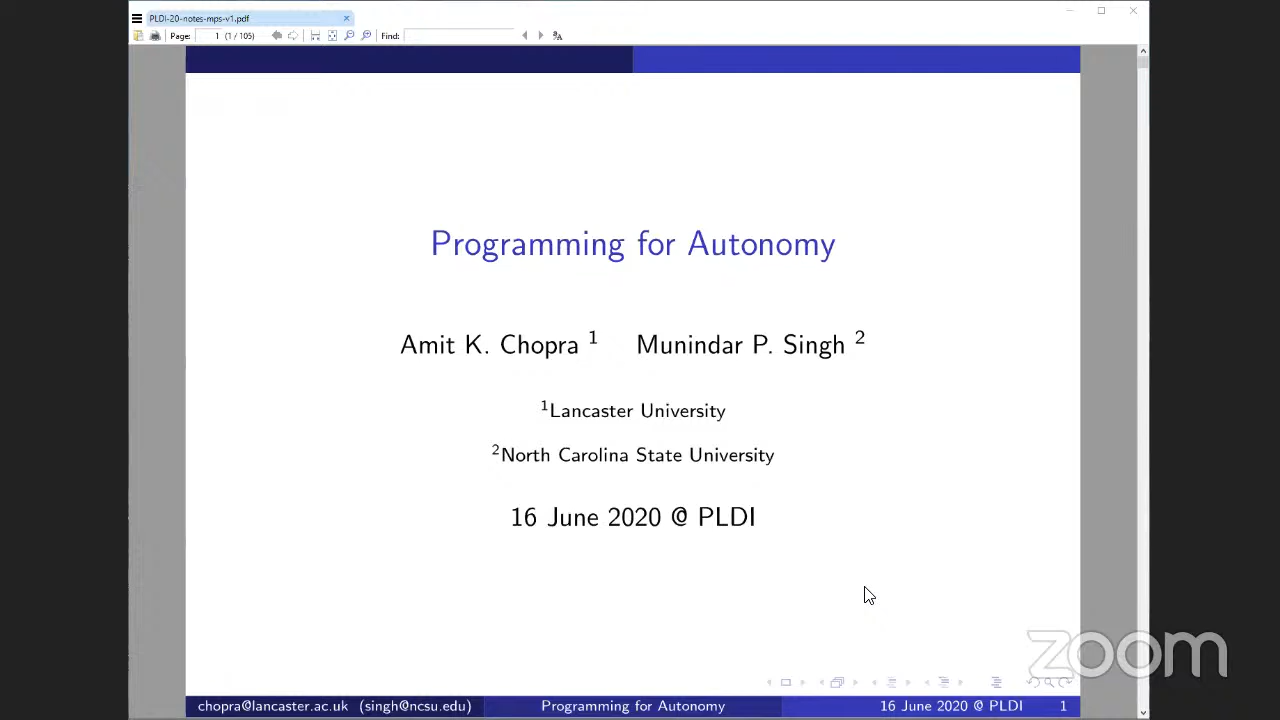 PLDI-20-notes-mps-v1.pdf
Page: 1 (1 / 105) Find:
Programming for Autonomy
Amit K. Chopra 1 Munindar P. Singh 2
1Lancaster University
2North Carolina State University
16 June 2020 @ PLDI
zoom
chopra@lancaster.ac.uk (singh@ncsu.edu) Programming for Autonomy 16 June 2020 @ PLDI 1